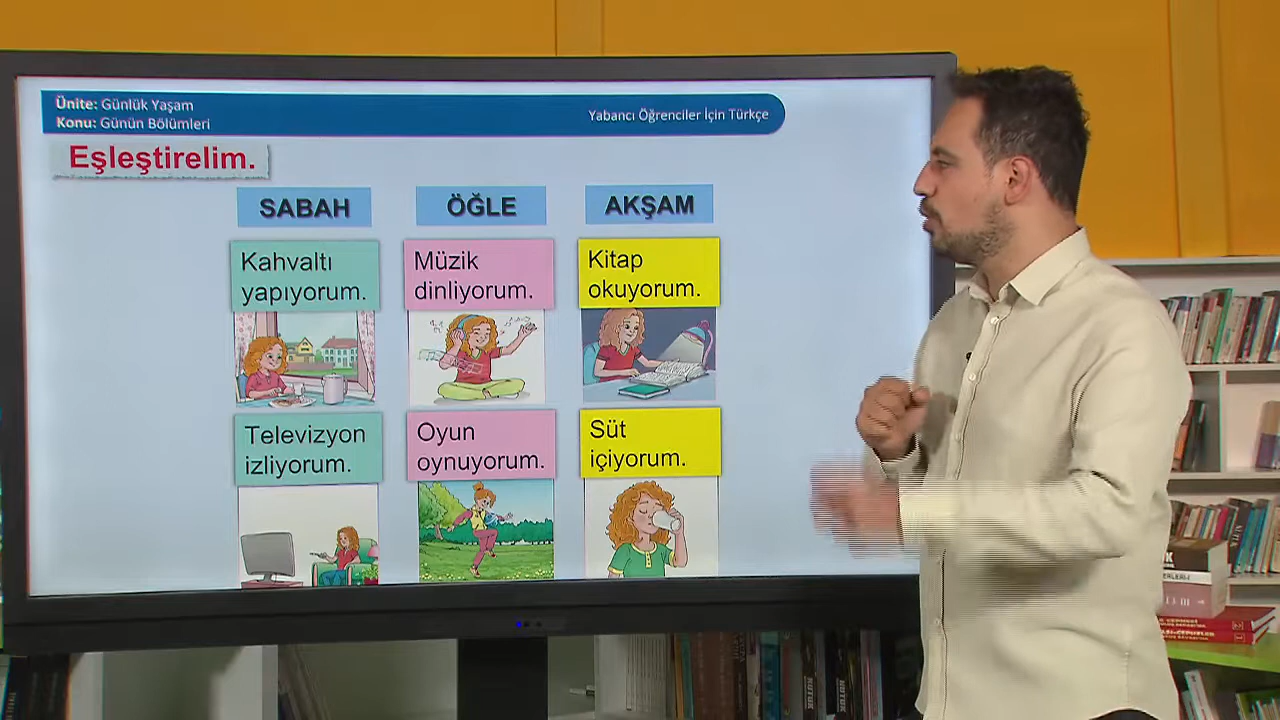 Ünite: Günlük Yaşam
Konu: Günün Bölümleri
Yabancı Öğrenciler İçin Türkçe
Eşleştirelim.
SABAH
ÖĞLE
AKŞAM
Kahvaltı
yapıyorum.
Müzik
dinliyorum.
Kitap
okuyorum.
Televizyon
izliyorum.
Oyun
oynuyorum.
Süt
içiyorum.